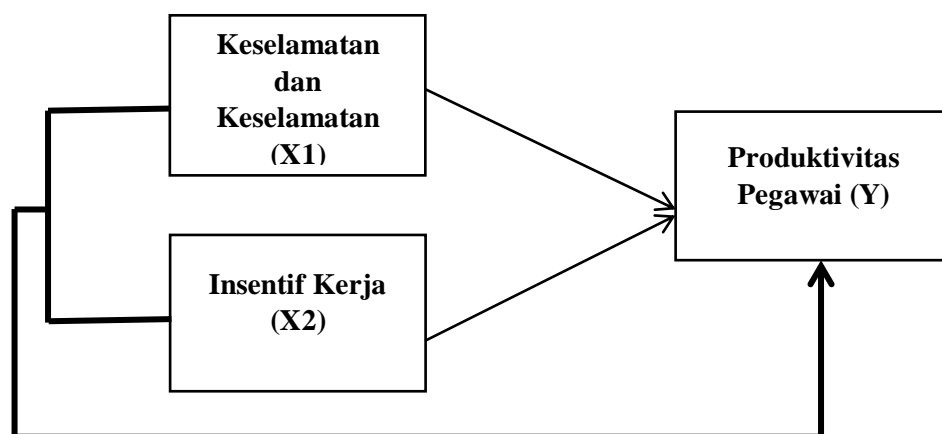 Keselamatan
dan
Keselamatan
(X1)
Produktivitas
Pegawai (Y)
Insentif Kerja
(X2)